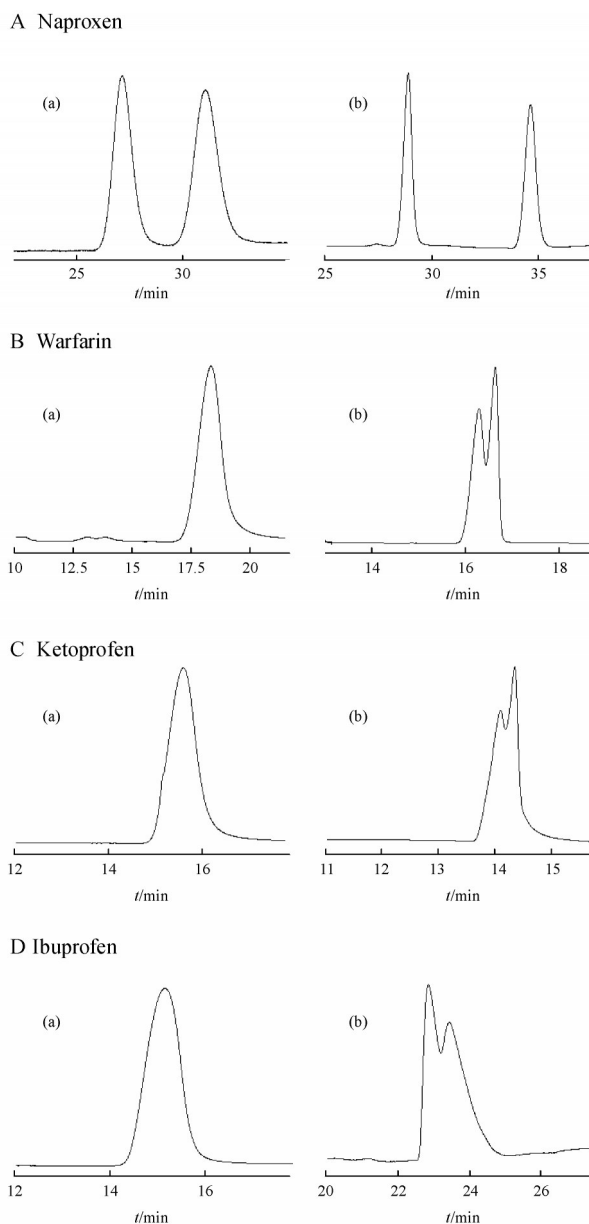 A Naproxen
(a) (b)
25 30 25 30 35
t/min t/min
B Warfarin
(a) (b)
10 12.5 15 17.5 20 14 16 18
t/min t/min
C Ketoprofen
(a) (b)
12 14 16 11 12 13 14 15
t/min t/min
D Ibuprofen
(a) (b)
12 14 16 20 22 24 26
t/min t/min